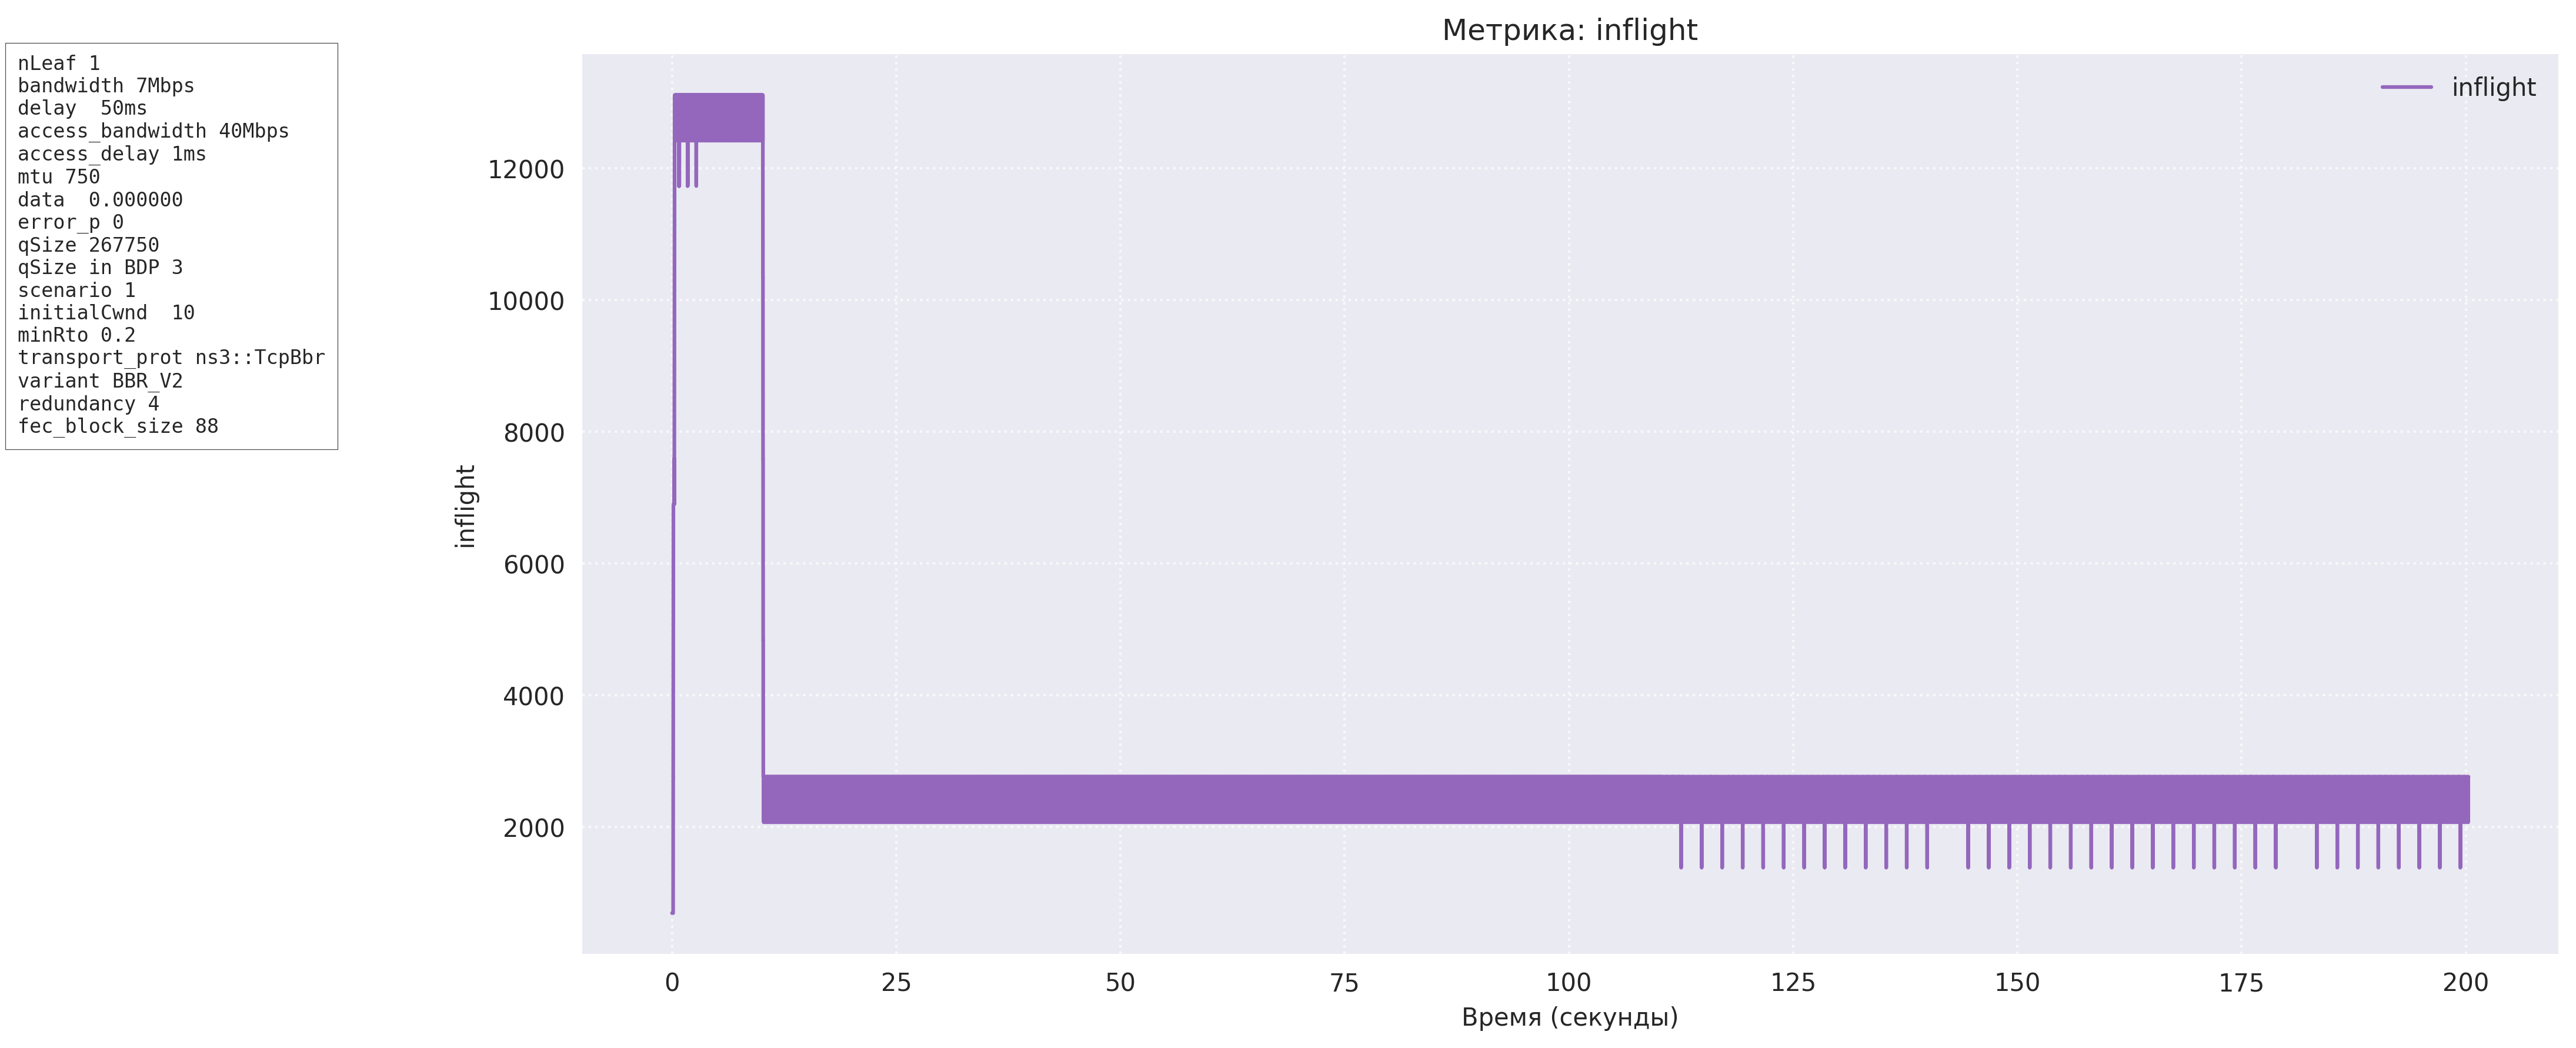 Метрика: inflight
nLeaf 1
bandwidth 7Mbps
delay  50ms
access_bandwidth 40Mbps
access_delay 1ms
mtu 750
data  0.000000
error_p 0
qSize 267750
qSize in BDP 3
scenario 1
initialCwnd  10
minRto 0.2
transport_prot ns3::TcpBbr
variant BBR_V2
redundancy 4
fec_block_size 88
inflight
inflight
12000
10000
8000
6000
4000
2000
0 25 50 75 100 125 150 175 200
Время (секунды)